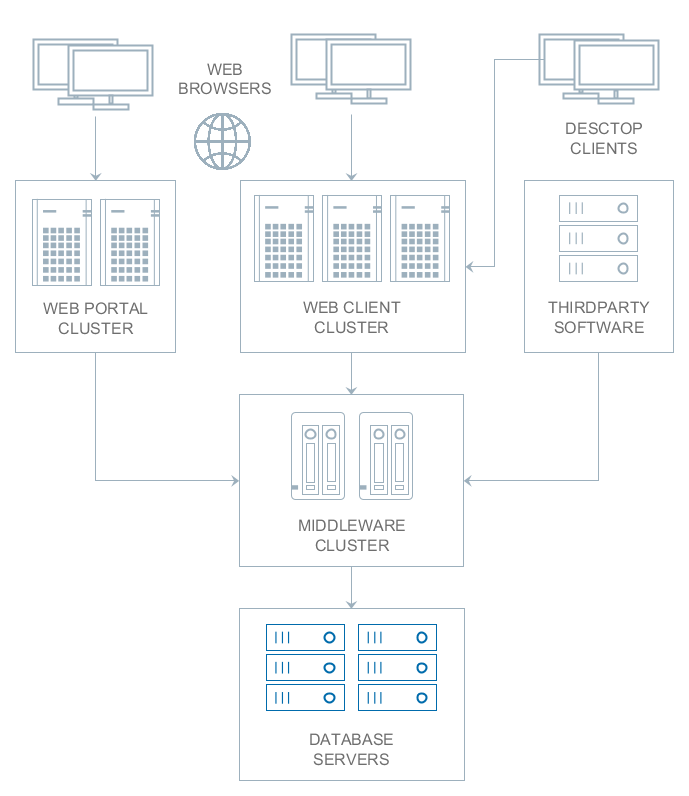 WEB
BROWSERS
DESCTOP
CLIENTS
WEB PORTAL
CLUSTER
WEB CLIENT
CLUSTER
THIRDPARTY
SOFTWARE
MIDDLEWARE
CLUSTER
DATABASE
SERVERS